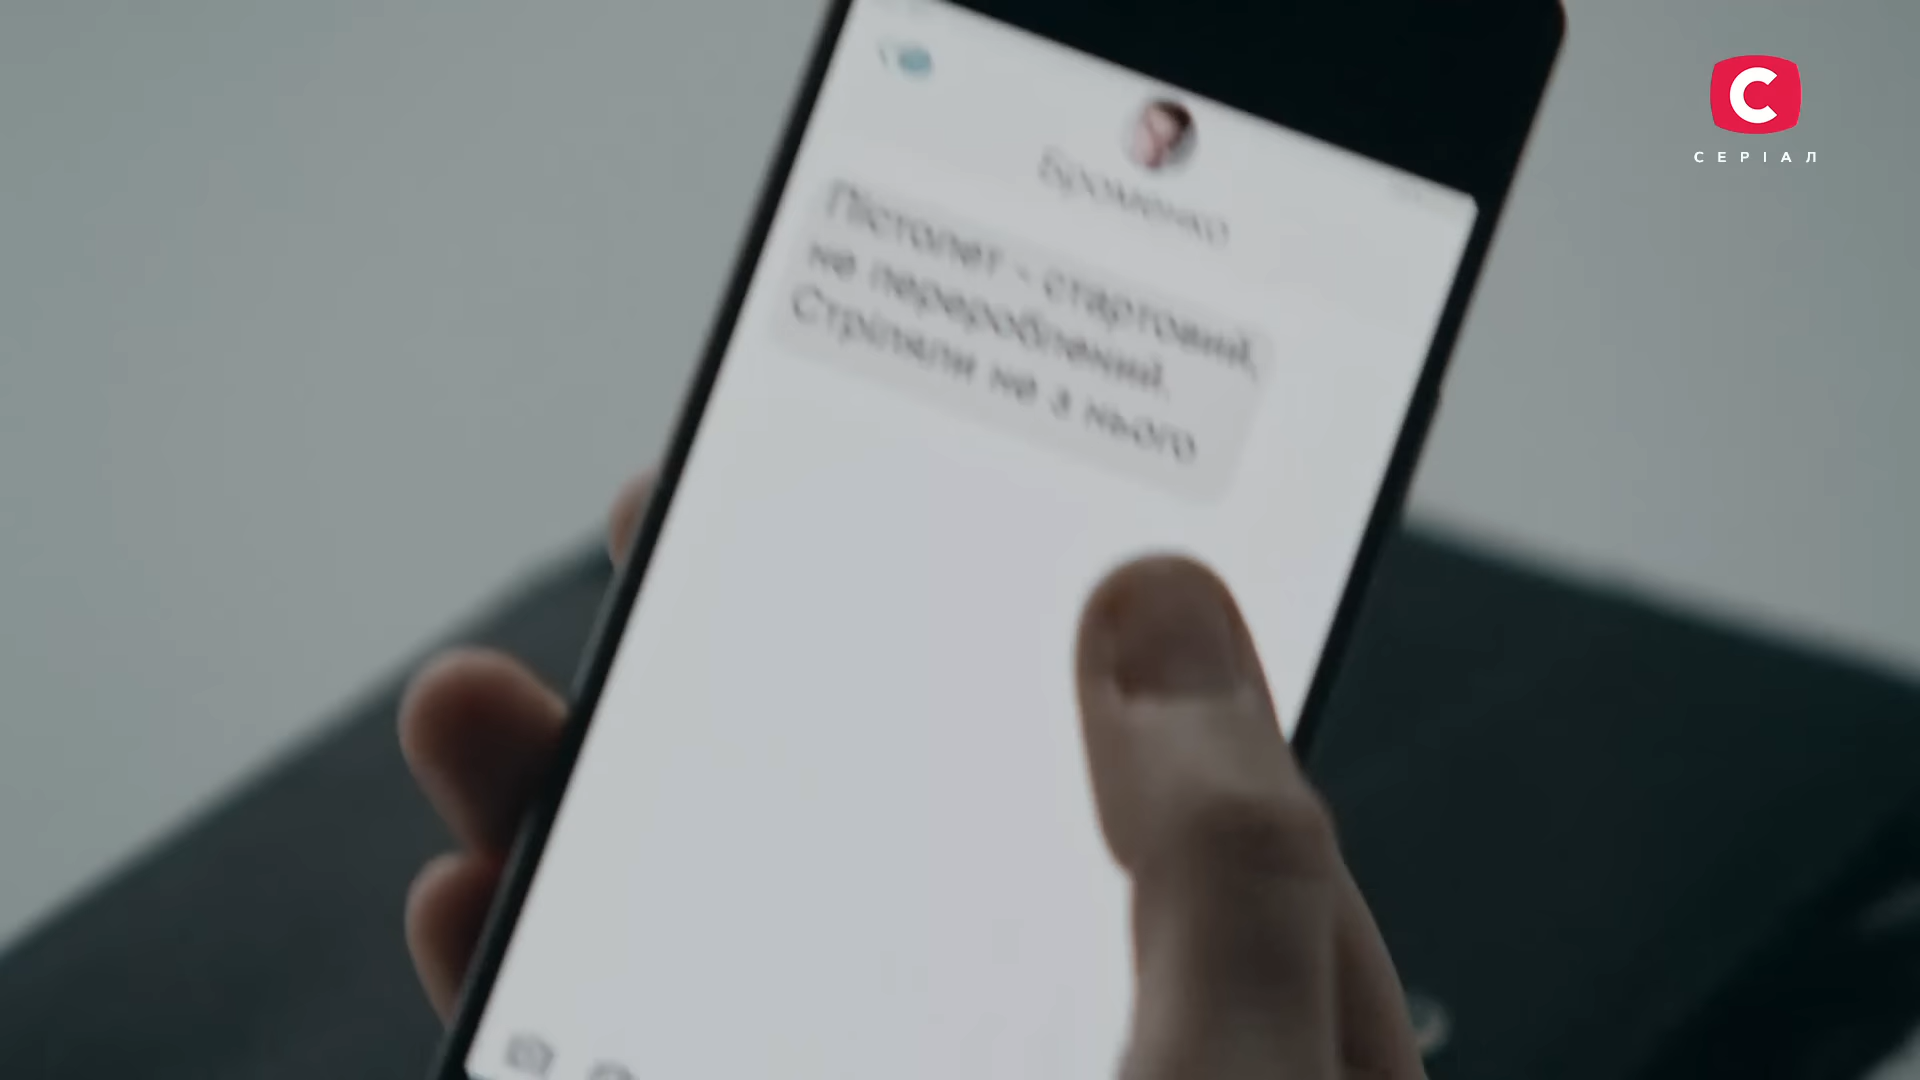 С
СЕРІАЛ
Пістолет - стартовий,
не перероблений.
Стріляли не з нього